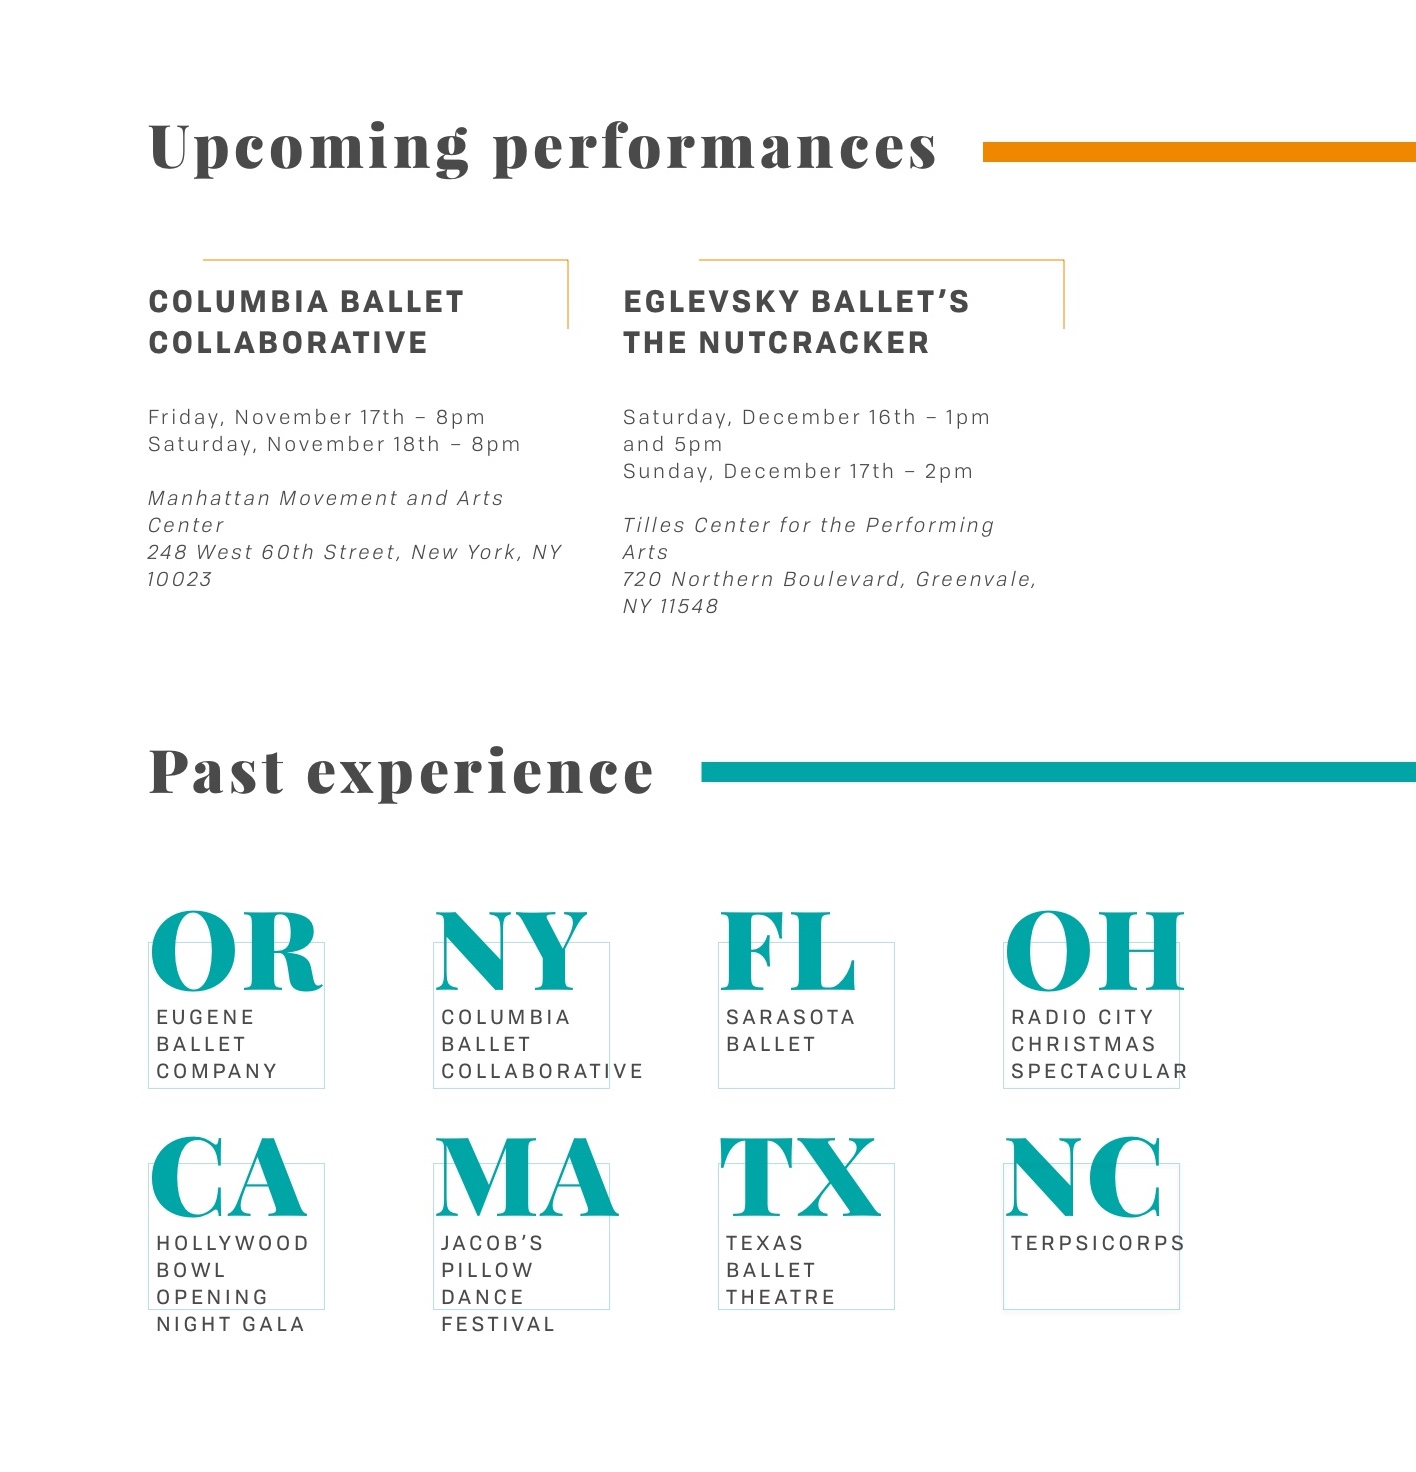 Upcoming performances
COLUMBIA BALLET
COLLABORATIVE
Friday, November 17th – 8pm
Saturday, November 18th – 8pm
Manhattan Movement and Arts
Center
248 West 60th Street, New York, NY
10023
EGLEVSKY BALLET’S
THE NUTCRACKER
Saturday, December 16th – 1pm
and 5pm
Sunday, December 17th – 2pm
Tilles Center for the Performing
Arts
720 Northern Boulevard, Greenvale,
NY 11548
Past experience
OR
EUGENE
BALLET
COMPANY
NY
COLUMBIA
BALLET
COLLABORATIVE
FL
SARASOTA
BALLET
OH
RADIO CITY
CHRISTMAS
SPECTACULAR
CA
HOLLYWOOD
BOWL
OPENING
NIGHT GALA
MA
JACOB’S
PILLOW
DANCE
FESTIVAL
TX
TEXAS
BALLET
THEATRE
NC
TERPSICORPS